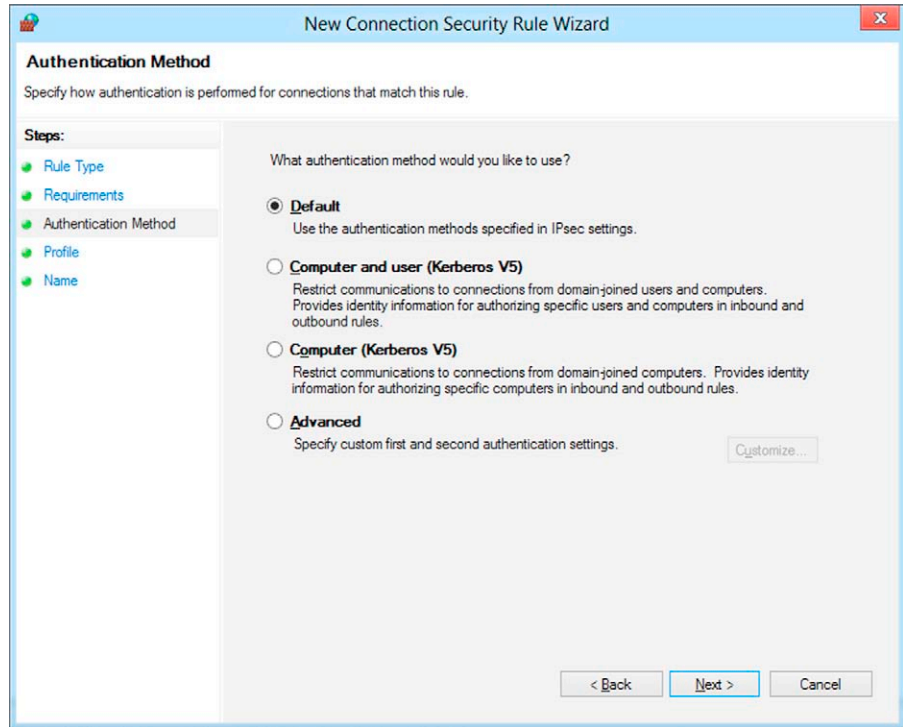 New Connection Security Rule Wizard
X
Authentication Method
Specify how authentication is performed for connections that match this rule.
Steps:
Rule Type
Requirements
Authentication Method
Profile
Name
What authentication method would you like to use?
Default
Use the authentication methods specified in IPsec settings.
Computer and user (Kerberos V5)
Restrict communications to connections from domain-joined users and computers.
Provides identity information for authorizing specific users and computers in inbound and
outbound rules.
Computer (Kerberos V5)
Restrict communications to connections from domain-joined computers. Provides identity
information for authorizing specific computers in inbound and outbound rules.
Advanced
Specify custom first and second authentication settings.
Customize...
< Back
Next >
Cancel